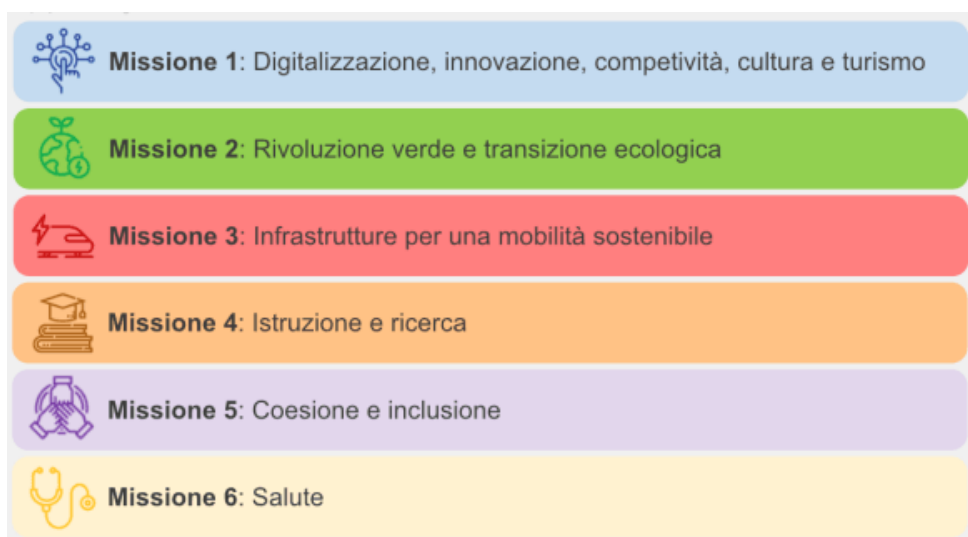 Missione 1: Digitalizzazione, innovazione, competività, cultura e turismo
Missione 2: Rivoluzione verde e transizione ecologica
Missione 3: Infrastrutture per una mobilità sostenibile
Missione 4: Istruzione e ricerca
Missione 5: Coesione e inclusione
Missione 6: Salute